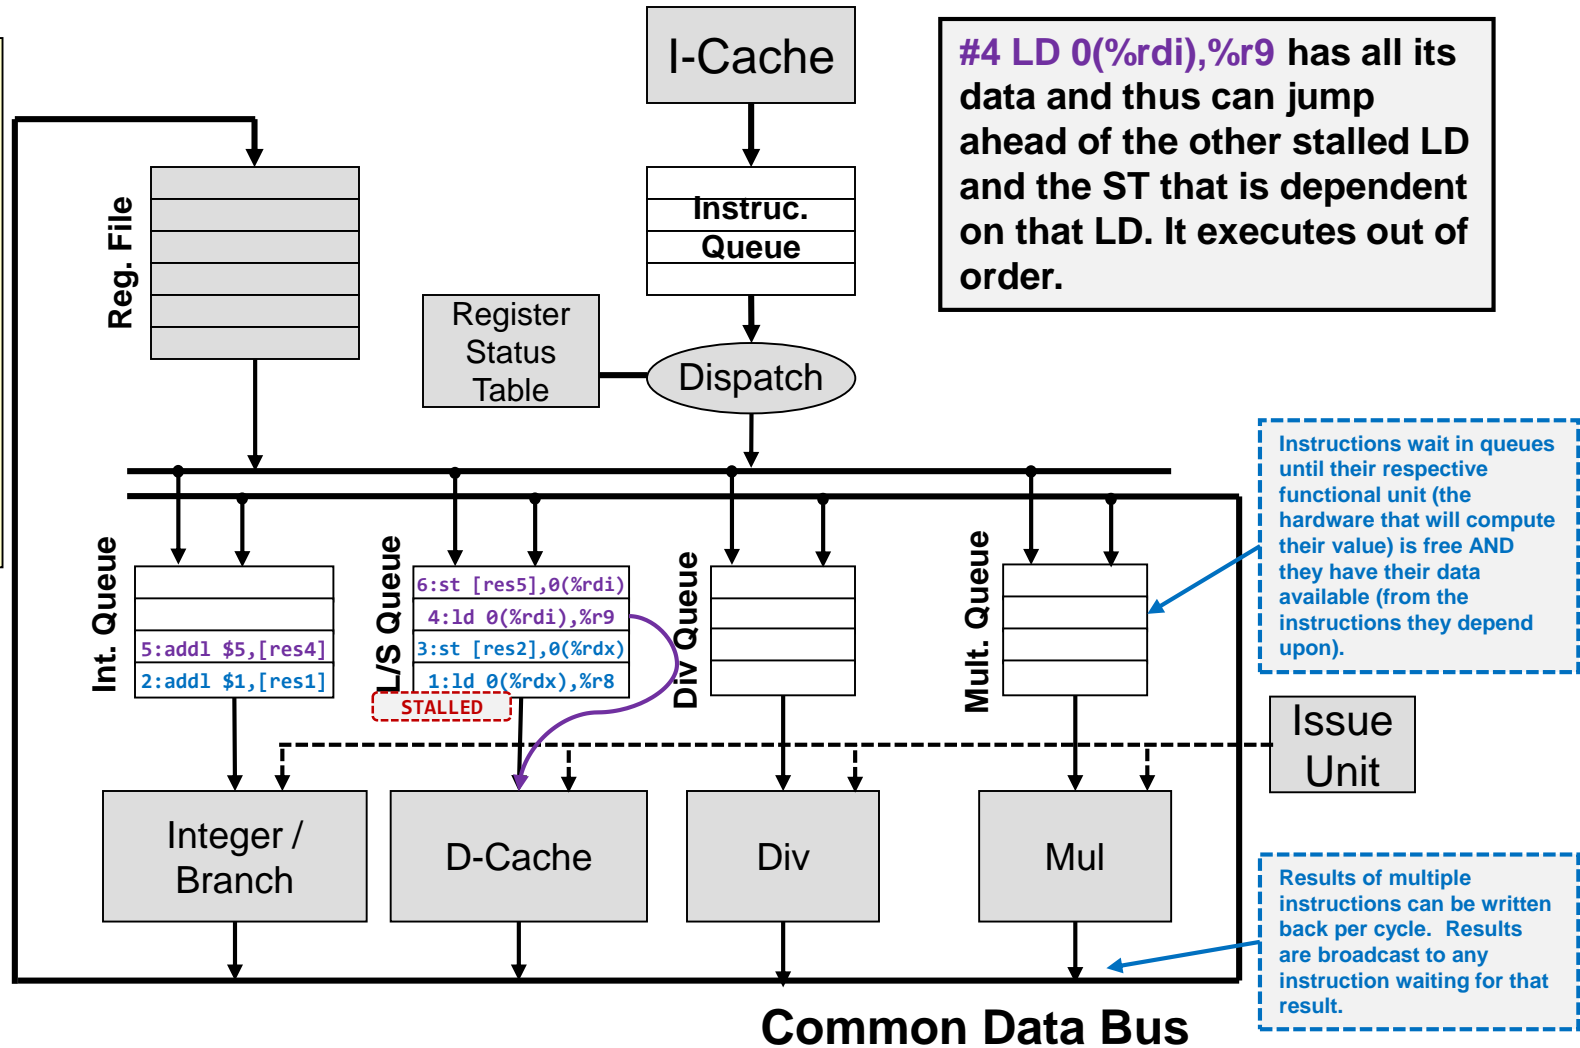 I-Cache
#4 LD 0(%rdi),%r9 has all its
data and thus can jump
ahead of the other stalled LD
and the ST that is dependent
on that LD. It executes out of
order.
Reg. File
Instruc.
Queue
Register
Status
Table
Dispatch
Instructions wait in queues
until their respective
functional unit (the
hardware that will compute
their value) is free AND
they have their data
available (from the
instructions they depend
upon).
Int. Queue
5:addl $5,[res4]
2:addl $1,[res1]
L/S Queue
6:st [res5],0(%rdi)
4:ld 0(%rdi),%r9
3:st [res2],0(%rdx)
1:ld 0(%rdx),%r8
STALLED
Div Queue
Mult. Queue
Issue
Unit
Integer /
Branch
D-Cache
Div
Mul
Results of multiple
instructions can be written
back per cycle.  Results
are broadcast to any
instruction waiting for that
result.
Common Data Bus